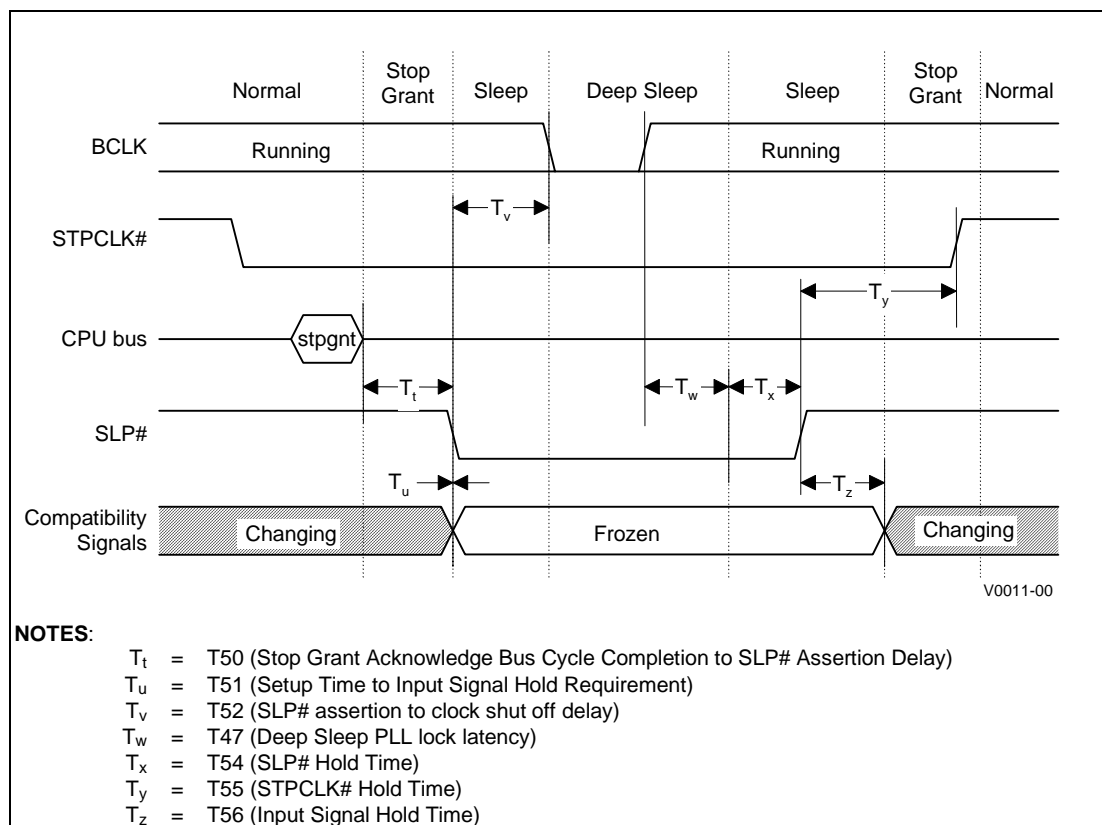 Normal
Stop
Grant
Sleep
Deep Sleep
Sleep
Stop
Grant
Normal
BCLK
Running
Running
Tv
STPCLK#
Ty
CPU bus
stpgnt
Tt
Tw
Tx
SLP#
Tu
Tz
Compatibility
Signals
Changing
Frozen
Changing
V0011-00
NOTES:
Tt = T50 (Stop Grant Acknowledge Bus Cycle Completion to SLP# Assertion Delay)
Tu = T51 (Setup Time to Input Signal Hold Requirement)
Tv = T52 (SLP# assertion to clock shut off delay)
Tw = T47 (Deep Sleep PLL lock latency)
Tx = T54 (SLP# Hold Time)
Ty = T55 (STPCLK# Hold Time)
Tz = T56 (Input Signal Hold Time)